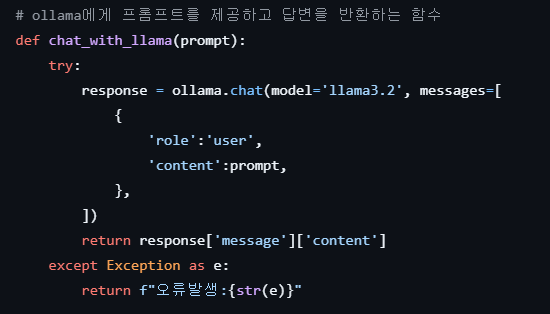 # ollama에게 프롬프트를 제공하고 답변을 반환하는 함수
def chat_with_llama(prompt):
    try:
        response = ollama.chat(model='llama3.2', messages=[
            {
                'role':'user',
                'content':prompt,
            },
        ])
        return response['message']['content']
    except Exception as e:
        return f"오류발생:{str(e)}"